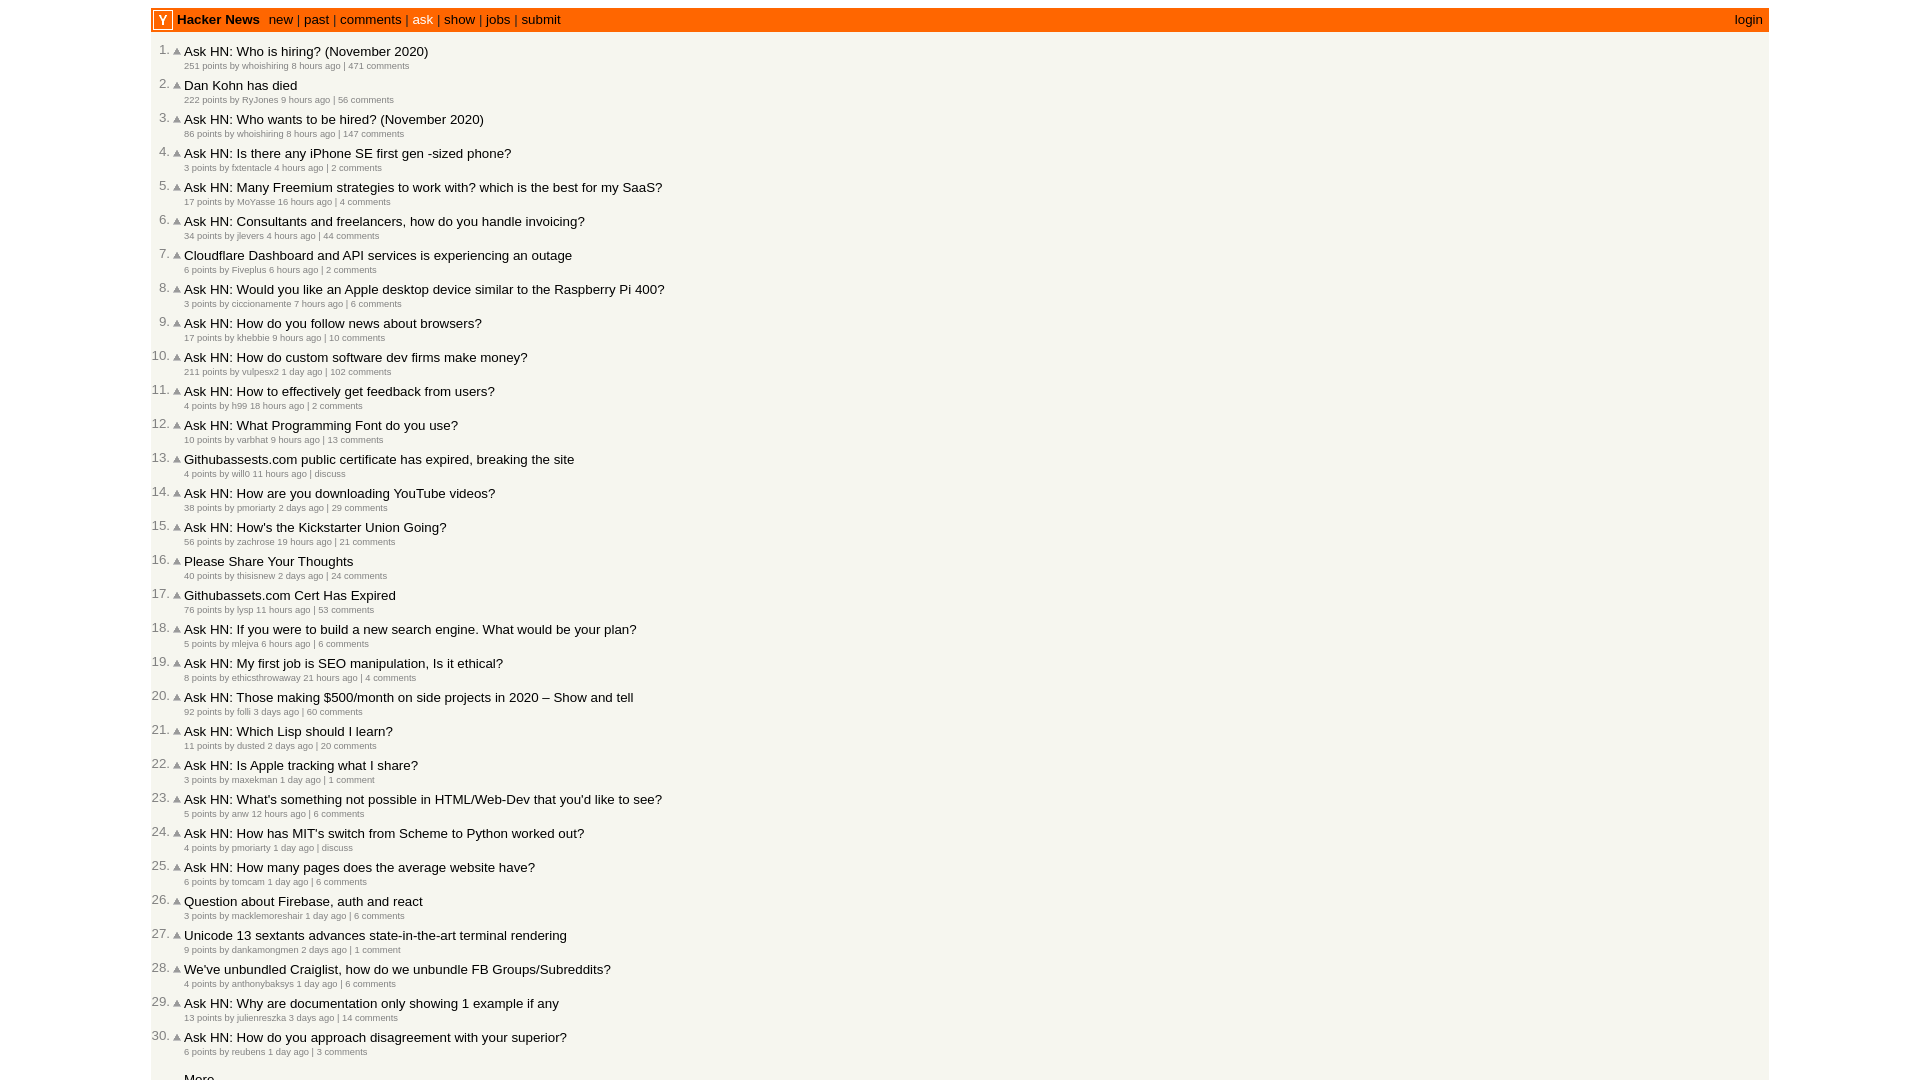 Y Hacker News new | past | comments | ask | show | jobs | submit login
1. Ask HN: Who is hiring? (November 2020)
251 points by whoishiring 8 hours ago | 471 comments
2. Dan Kohn has died
222 points by RyJones 9 hours ago | 56 comments
3. Ask HN: Who wants to be hired? (November 2020)
86 points by whoishiring 8 hours ago | 147 comments
4. Ask HN: Is there any iPhone SE first gen -sized phone?
3 points by fxtentacle 4 hours ago | 2 comments
5. Ask HN: Many Freemium strategies to work with? which is the best for my SaaS?
17 points by MoYasse 16 hours ago | 4 comments
6. Ask HN: Consultants and freelancers, how do you handle invoicing?
34 points by jlevers 4 hours ago | 44 comments
7. Cloudflare Dashboard and API services is experiencing an outage
6 points by Fiveplus 6 hours ago | 2 comments
8. Ask HN: Would you like an Apple desktop device similar to the Raspberry Pi 400?
3 points by ciccionamente 7 hours ago | 6 comments
9. Ask HN: How do you follow news about browsers?
17 points by khebbie 9 hours ago | 10 comments
10. Ask HN: How do custom software dev firms make money?
211 points by vulpesx2 1 day ago | 102 comments
11. Ask HN: How to effectively get feedback from users?
4 points by h99 18 hours ago | 2 comments
12. Ask HN: What Programming Font do you use?
10 points by varbhat 9 hours ago | 13 comments
13. Githubassests.com public certificate has expired, breaking the site
4 points by will0 11 hours ago | discuss
14. Ask HN: How are you downloading YouTube videos?
38 points by pmoriarty 2 days ago | 29 comments
15. Ask HN: How's the Kickstarter Union Going?
56 points by zachrose 19 hours ago | 21 comments
16. Please Share Your Thoughts
40 points by thisisnew 2 days ago | 24 comments
17. Githubassets.com Cert Has Expired
76 points by lysp 11 hours ago | 53 comments
18. Ask HN: If you were to build a new search engine. What would be your plan?
5 points by mlejva 6 hours ago | 6 comments
19. Ask HN: My first job is SEO manipulation, Is it ethical?
8 points by ethicsthrowaway 21 hours ago | 4 comments
20. Ask HN: Those making $500/month on side projects in 2020 – Show and tell
92 points by folli 3 days ago | 60 comments
21. Ask HN: Which Lisp should I learn?
11 points by dusted 2 days ago | 20 comments
22. Ask HN: Is Apple tracking what I share?
3 points by maxekman 1 day ago | 1 comment
23. Ask HN: What's something not possible in HTML/Web-Dev that you'd like to see?
5 points by anw 12 hours ago | 6 comments
24. Ask HN: How has MIT's switch from Scheme to Python worked out?
4 points by pmoriarty 1 day ago | discuss
25. Ask HN: How many pages does the average website have?
6 points by tomcam 1 day ago | 6 comments
26. Question about Firebase, auth and react
3 points by macklemoreshair 1 day ago | 6 comments
27. Unicode 13 sextants advances state-in-the-art terminal rendering
9 points by dankamongmen 2 days ago | 1 comment
28. We've unbundled Craiglist, how do we unbundle FB Groups/Subreddits?
4 points by anthonybaksys 1 day ago | 6 comments
29. Ask HN: Why are documentation only showing 1 example if any
13 points by julienreszka 3 days ago | 14 comments
30. Ask HN: How do you approach disagreement with your superior?
6 points by reubens 1 day ago | 3 comments
More